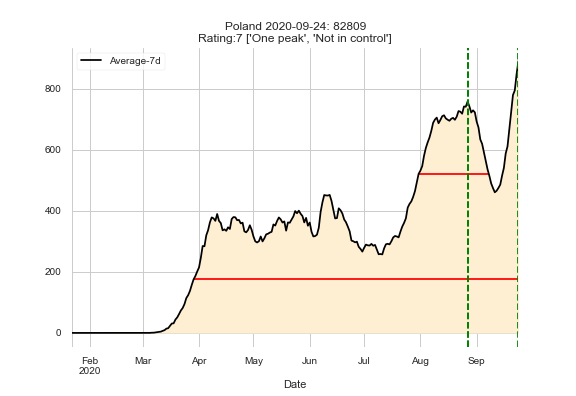 Poland 2020-09-24: 82809
Rating:7 ['One peak', 'Not in control']
Average-7d
800
600
400
200
0
Feb Mar Apr May Jun Jul Aug Sep
2020
Date